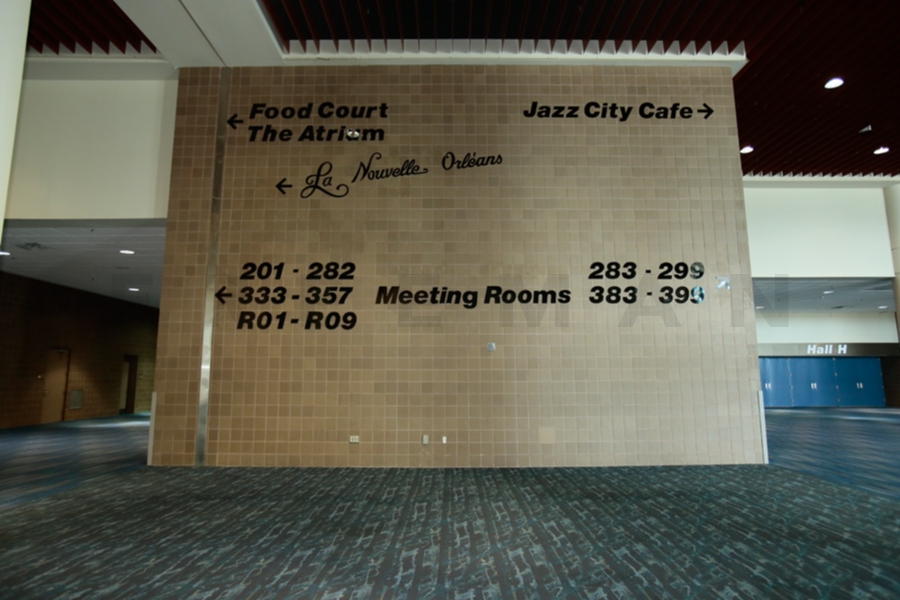 ← Food Court
The Atrium
Jazz City Cafe →
← La Nouvelle Orléans
201 - 282
← 333 - 357
R01 - R09
Meeting Rooms
283 - 299
383 - 399
Hall H